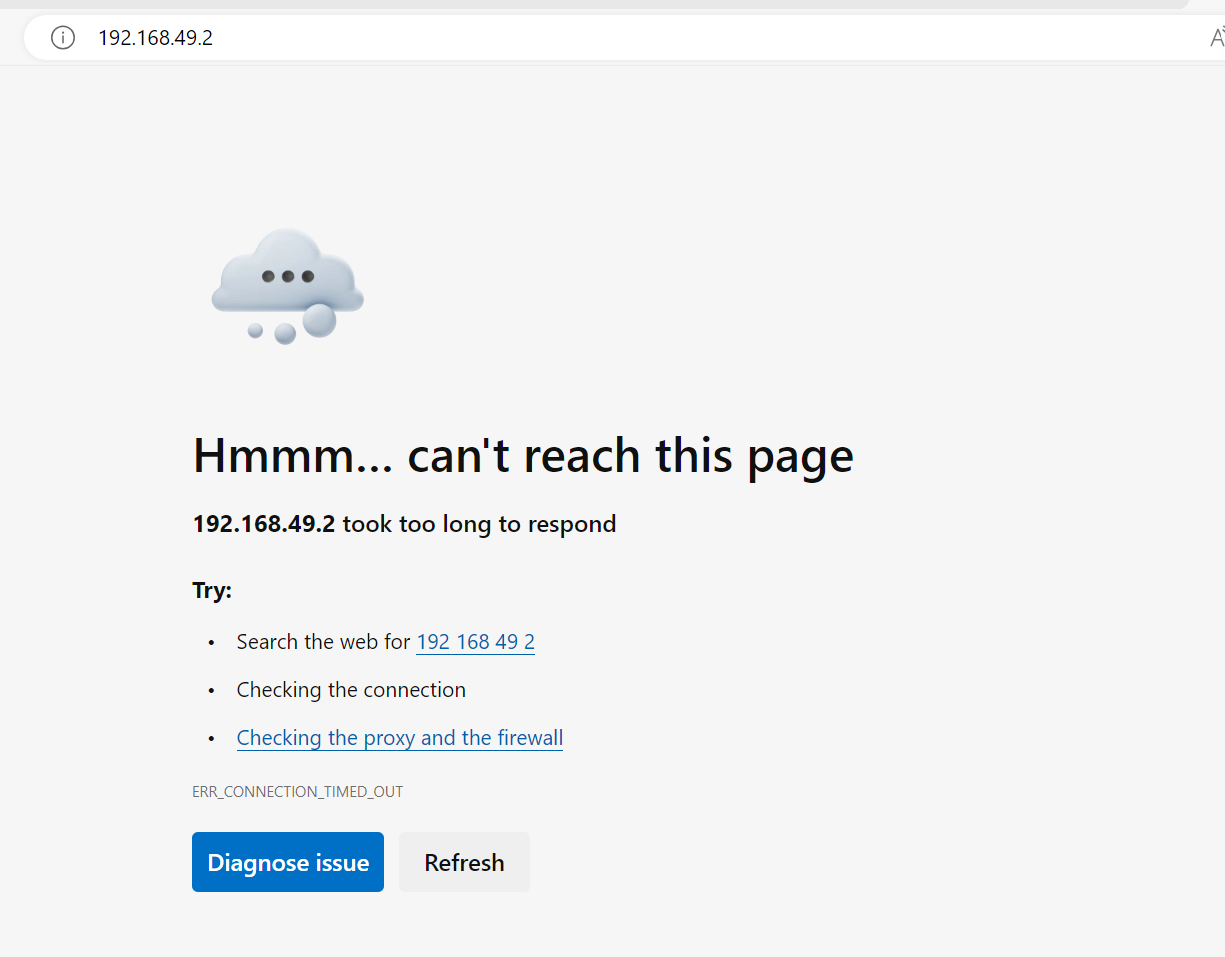 192.168.49.2
Hmmm... can't reach this page
192.168.49.2 took too long to respond
Try:
• Search the web for 192 168 49 2
• Checking the connection
• Checking the proxy and the firewall
ERR_CONNECTION_TIMED_OUT
Diagnose issue
Refresh